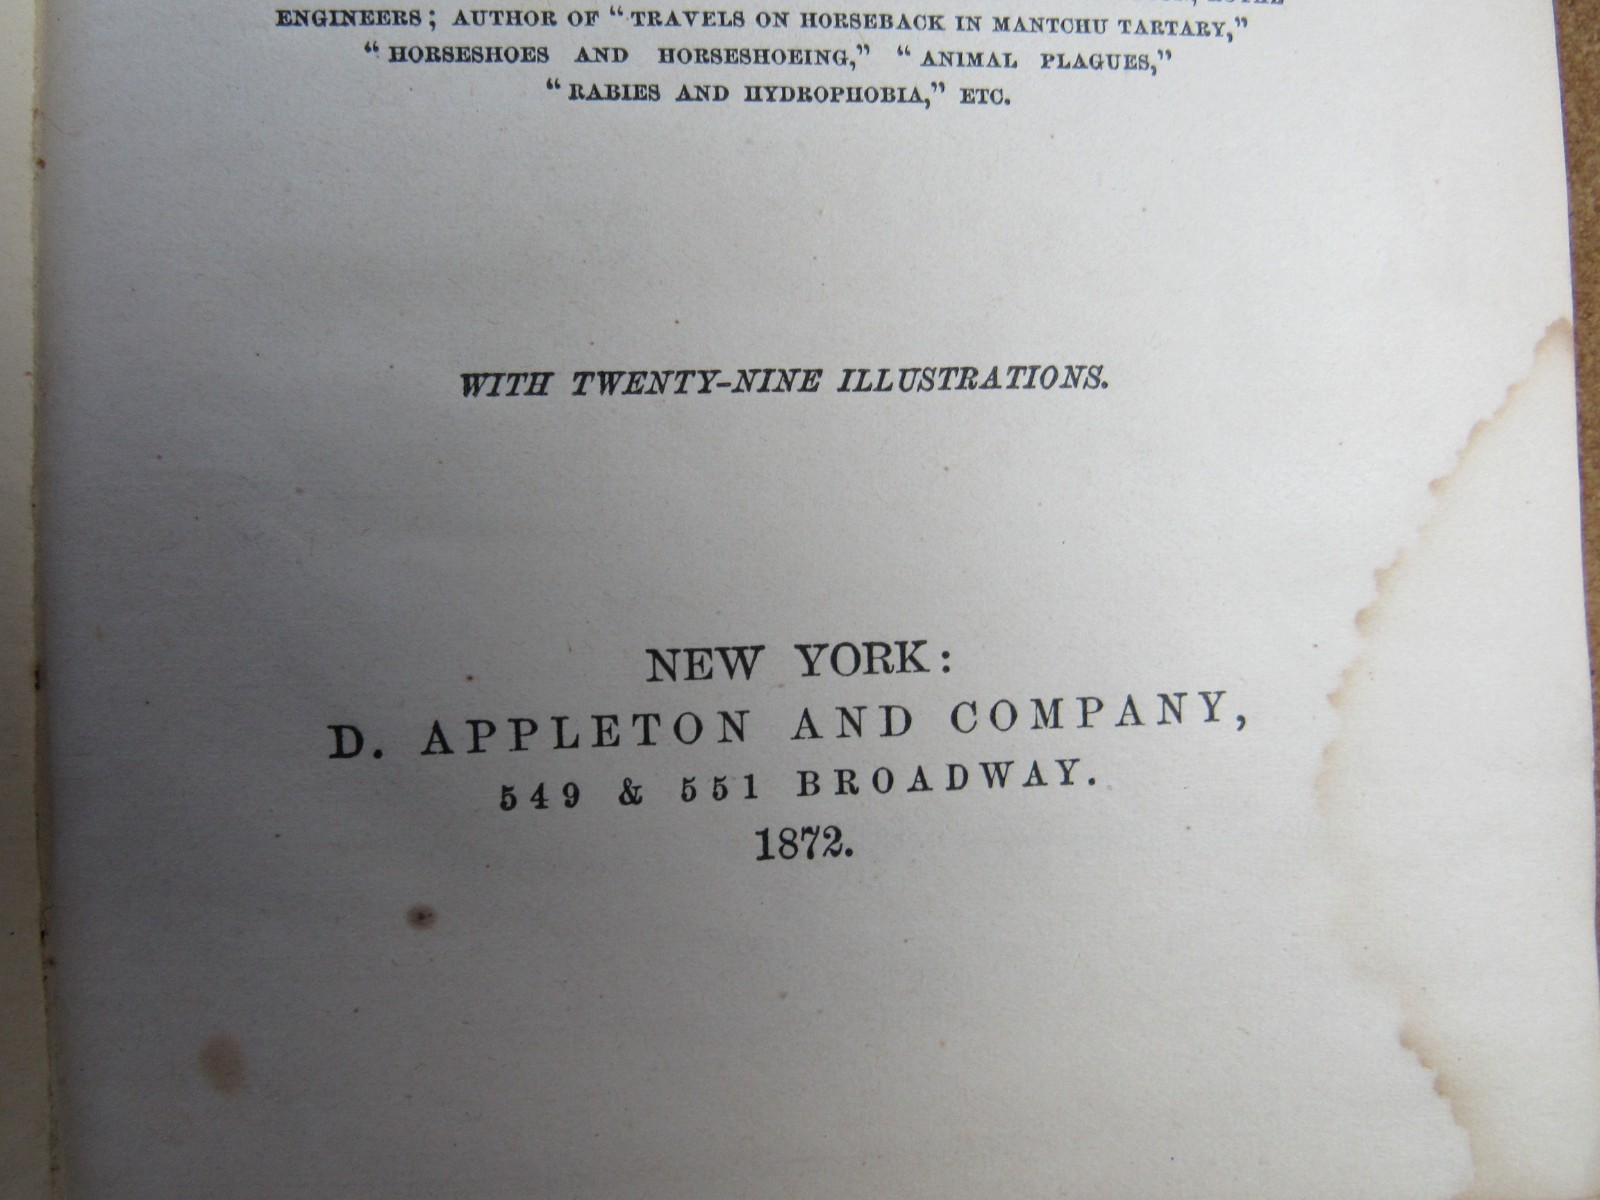 ENGINEERS; AUTHOR OF "TRAVELS ON HORSEBACK IN MANTCHU TARTARY,"
"HORSESHOES AND HORSESHOEING," "ANIMAL PLAGUES,"
"RABIES AND HYDROPHOBIA," ETC.
WITH TWENTY-NINE ILLUSTRATIONS.
NEW YORK:
D. APPLETON AND COMPANY,
549 & 551 BROADWAY.
1872.